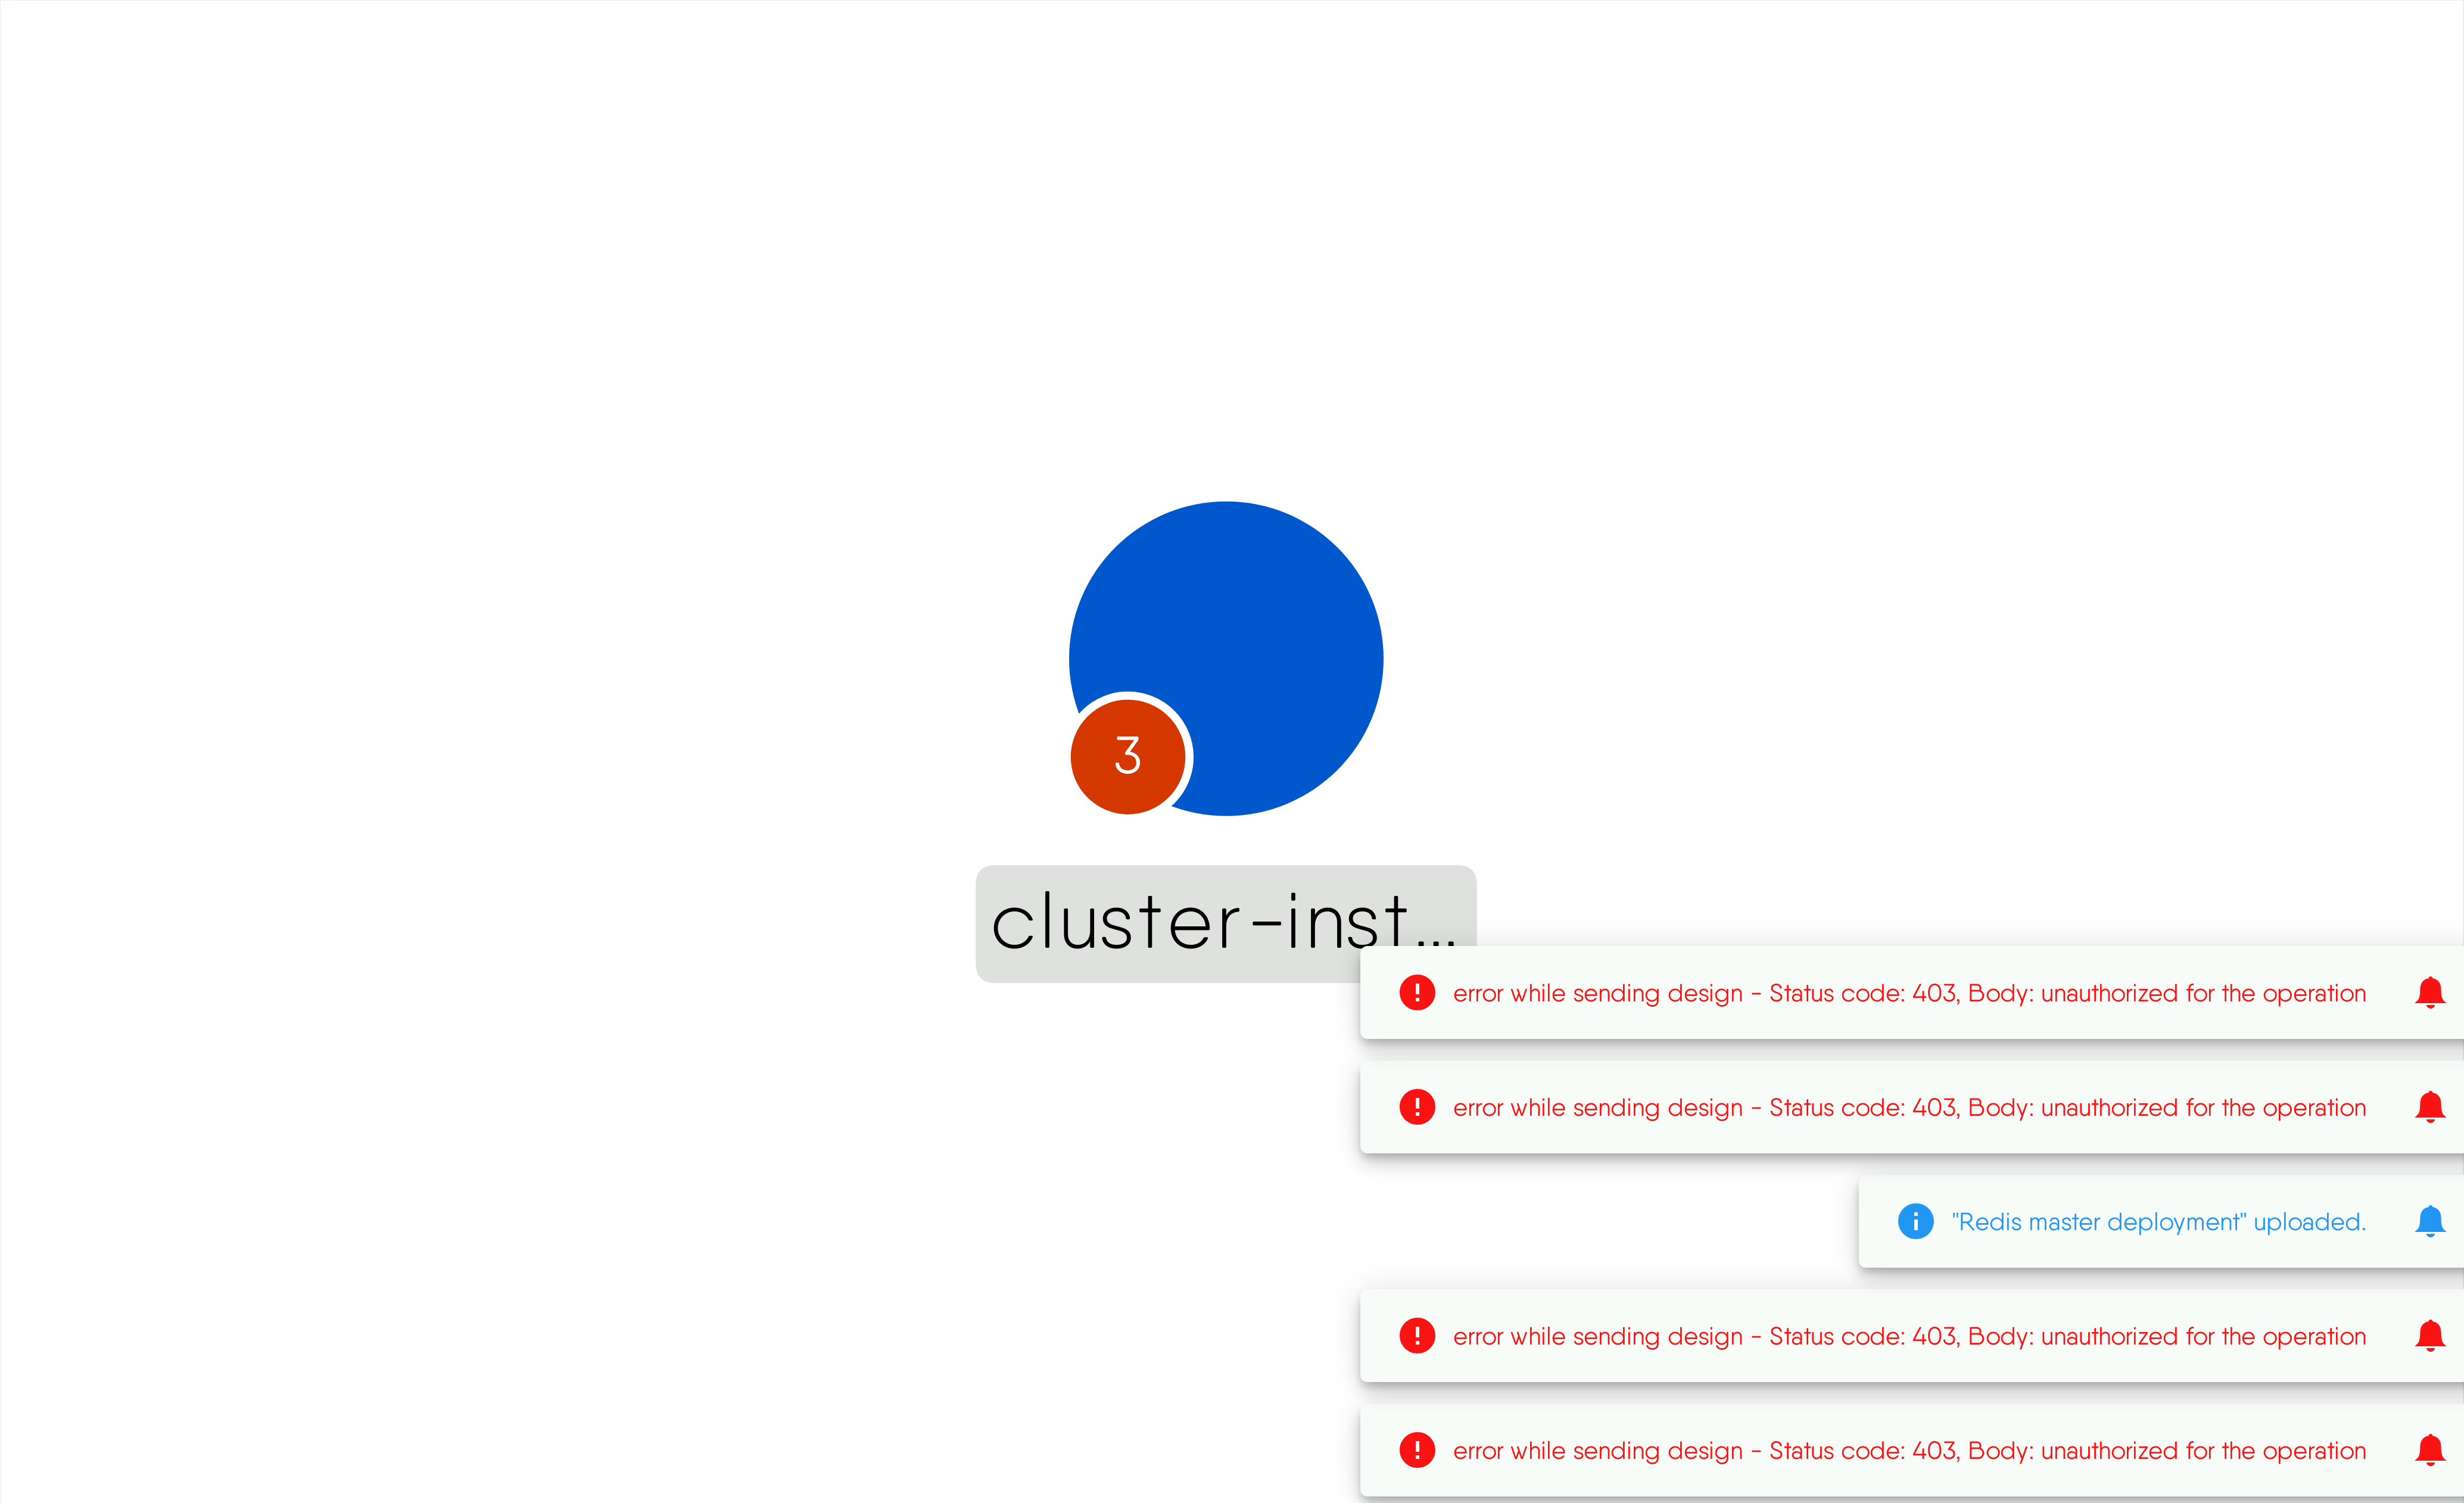 3
cluster-inst...
error while sending design - Status code: 403, Body: unauthorized for the operation
error while sending design - Status code: 403, Body: unauthorized for the operation
"Redis master deployment" uploaded.
error while sending design - Status code: 403, Body: unauthorized for the operation
error while sending design - Status code: 403, Body: unauthorized for the operation